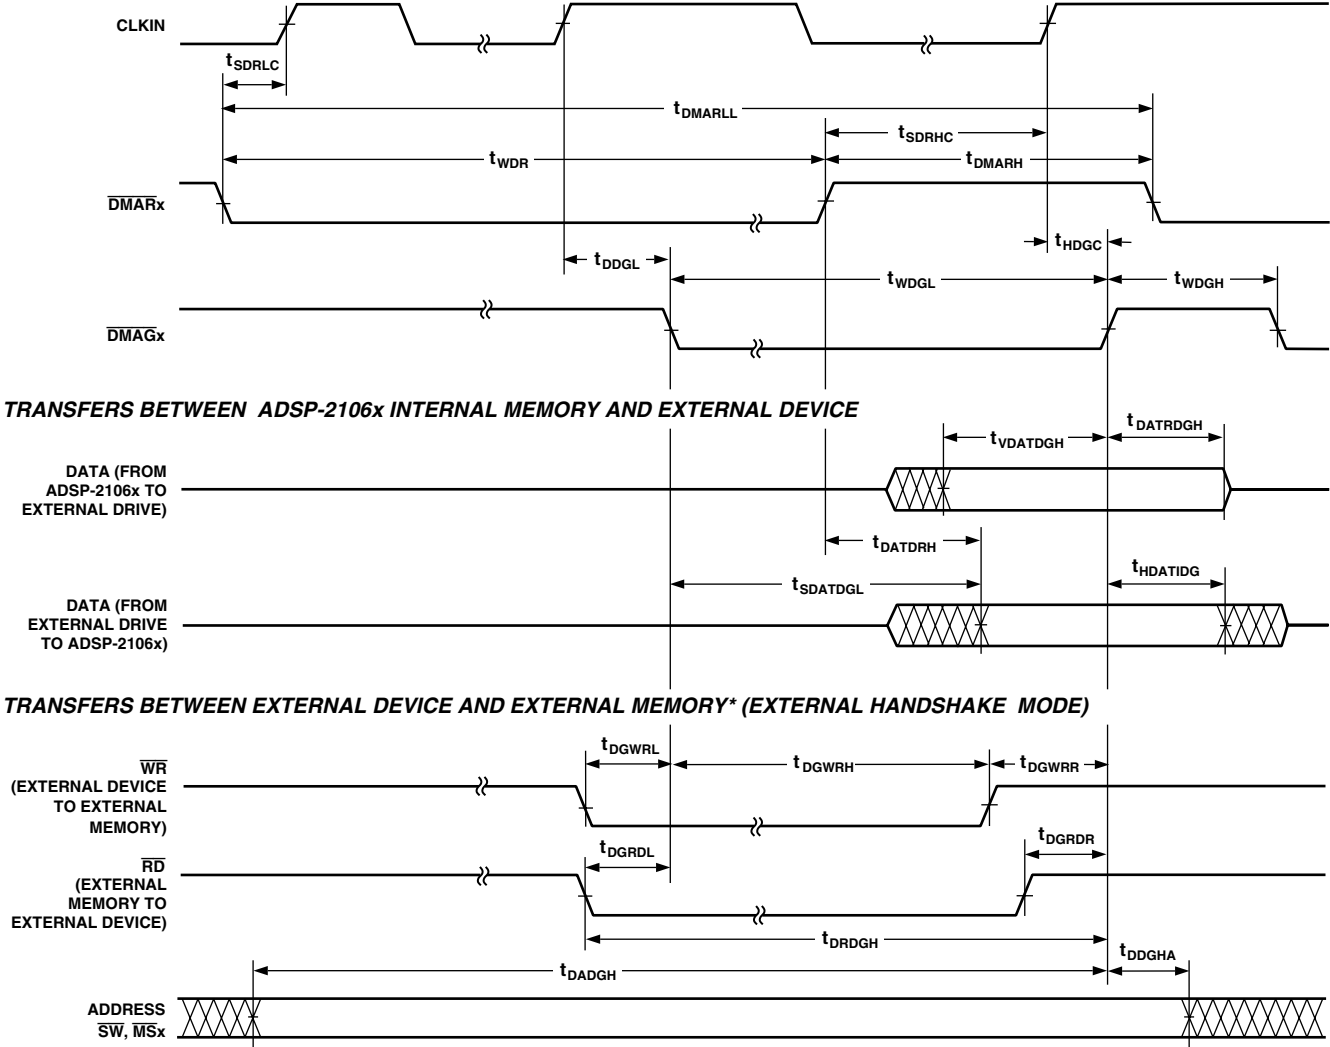 CLKIN
tSDRLC
tDMARLL
tSDRHC
tWDR
tDMARH
DMARx
tHDGC
tDDGL
tWDGL
tWDGH
DMAGx
TRANSFERS BETWEEN ADSP-2106x INTERNAL MEMORY AND EXTERNAL DEVICE
tDATRDGH
tVDATDGH
DATA (FROM
ADSP-2106x TO
EXTERNAL DRIVE)
tDATDRH
tHDATIDG
tSDATDGL
DATA (FROM
EXTERNAL DRIVE
TO ADSP-2106x)
TRANSFERS BETWEEN EXTERNAL DEVICE AND EXTERNAL MEMORY* (EXTERNAL HANDSHAKE MODE)
tDGWRL
tDGWRH
tDGWRR
WR
(EXTERNAL DEVICE
TO EXTERNAL
MEMORY)
tDGRDR
tDGRDL
RD
(EXTERNAL
MEMORY TO
EXTERNAL DEVICE)
tDRDGH
tDDGHA
tDADGH
ADDRESS
SW, MSx